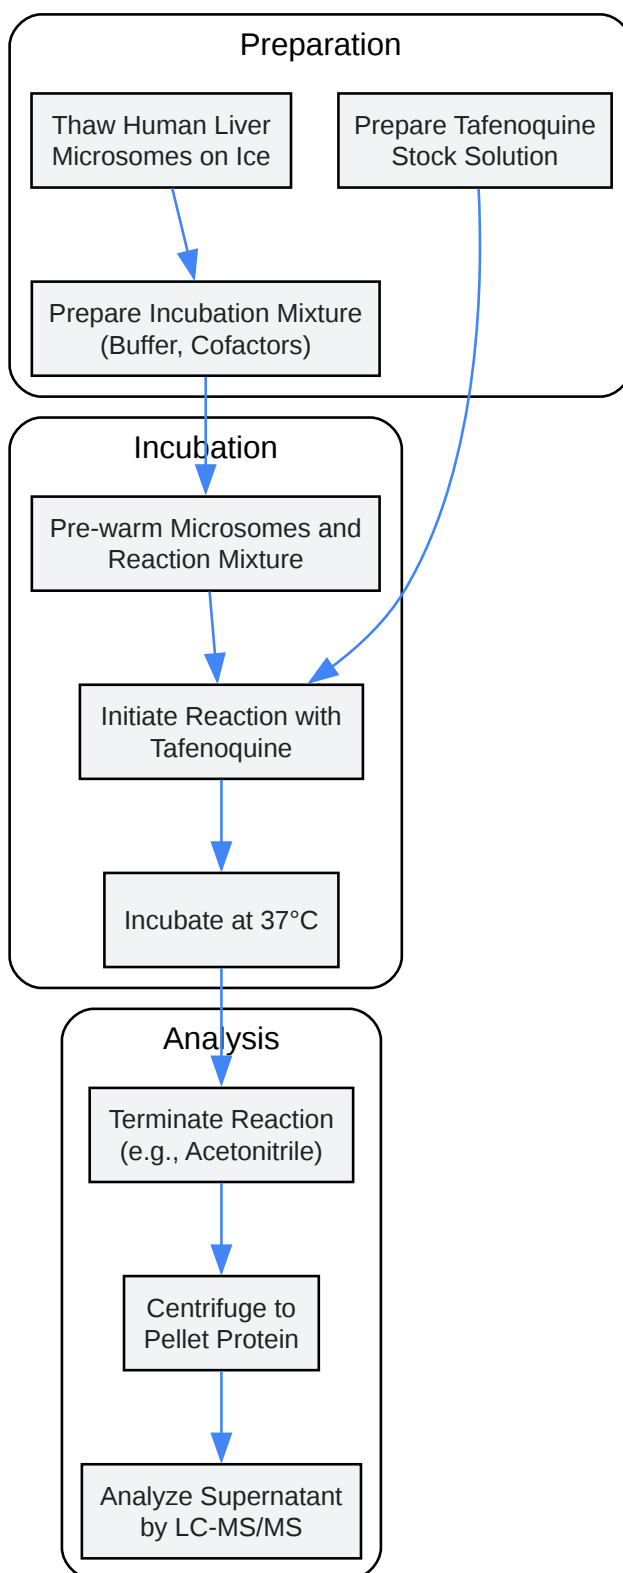 Preparation
Thaw Human Liver
Microsomes on Ice
Prepare Tafenoquine
Stock Solution
Prepare Incubation Mixture
(Buffer, Cofactors)
Incubation
Pre-warm Microsomes and
Reaction Mixture
Initiate Reaction with
Tafenoquine
Incubate at 37°C
Analysis
Terminate Reaction
(e.g., Acetonitrile)
Centrifuge to
Pellet Protein
Analyze Supernatant
by LC-MS/MS